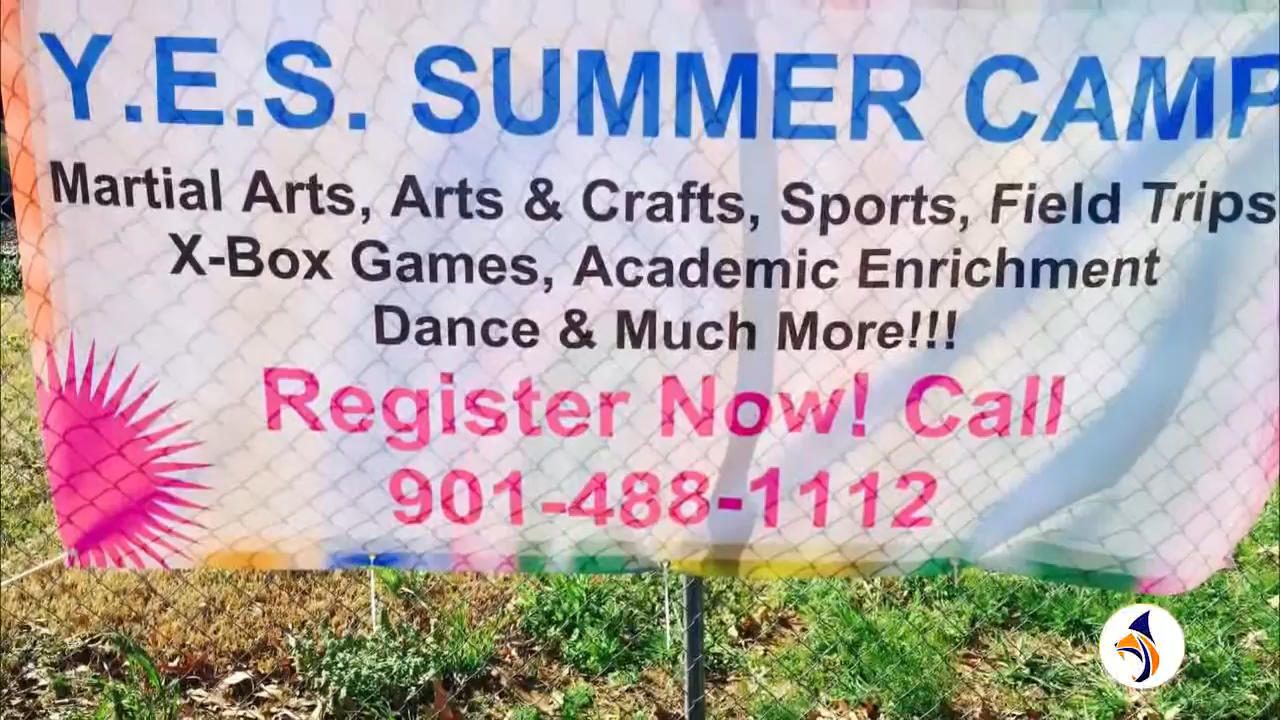 Y.E.S. SUMMER CAMP
Martial Arts, Arts & Crafts, Sports, Field Trips
X-Box Games, Academic Enrichment
Dance & Much More!!!
Register Now! Call
901-488-1112